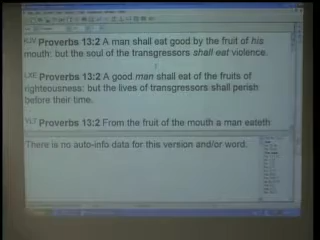 KJV Proverbs 13:2 A man shall eat good by the fruit of his
mouth: but the soul of the transgressors shall eat violence.
LXE Proverbs 13:2 A good man shall eat of the fruits of
righteousness: but the lives of transgressors shall perish
before their time.
YLT Proverbs 13:2 From the fruit of the mouth a man eateth
There is no auto-info data for this version and/or word.